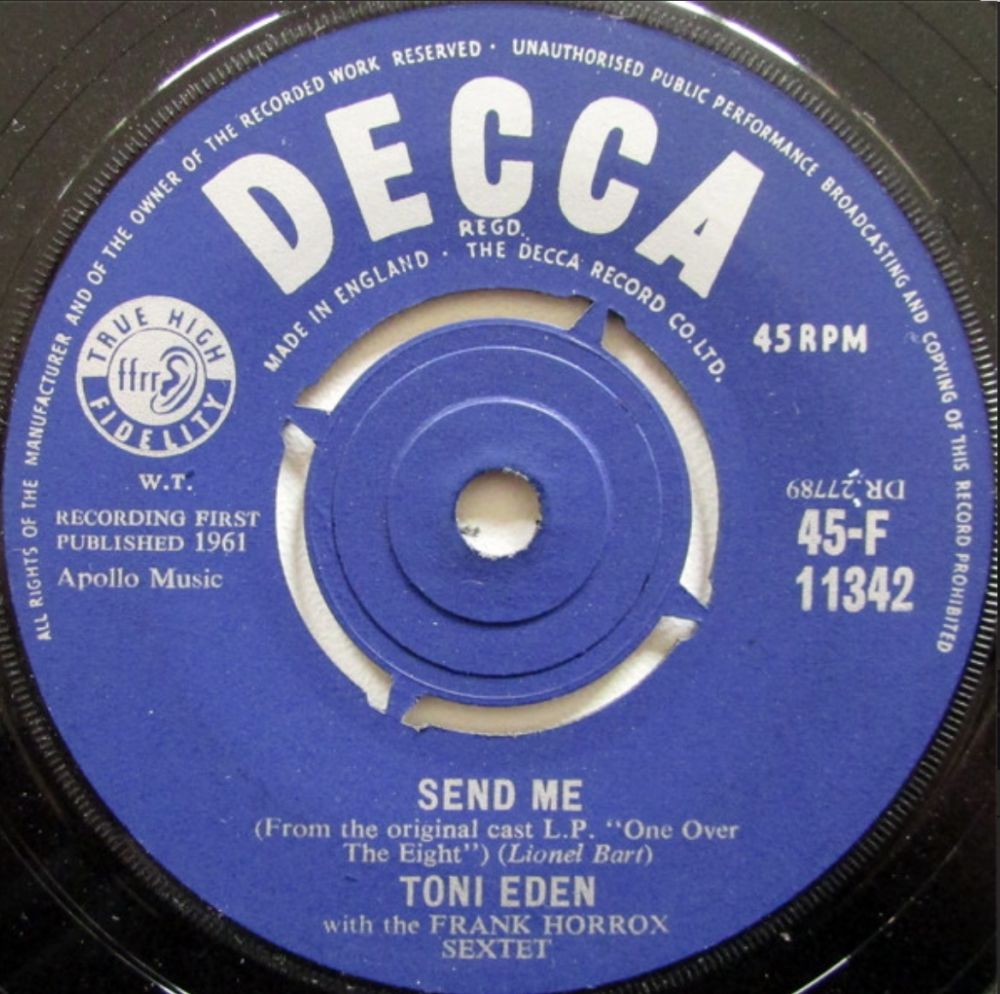 ALL RIGHTS OF THE MANUFACTURER AND OF THE OWNER OF THE RECORDED WORK RESERVED · UNAUTHORISED PUBLIC PERFORMANCE BROADCASTING AND COPYING OF THIS RECORD PROHIBITED
DECCA
REGD.
MADE IN ENGLAND · THE DECCA RECORD CO. LTD.
TRUE HIGH
ffrr
FIDELITY
45 RPM
W.T.
RECORDING FIRST
PUBLISHED 1961
Apollo Music
DR.27789
45-F
11342
SEND ME
(From the original cast L.P. “One Over
The Eight”) (Lionel Bart)
TONI EDEN
with the FRANK HORROX
SEXTET